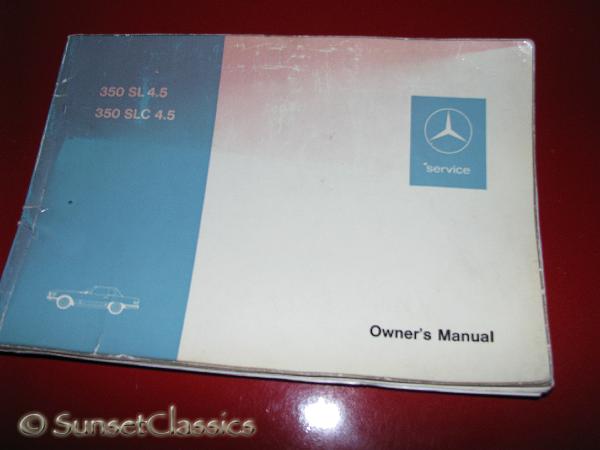 350 SL 4.5
350 SLC 4.5
service
Owner's Manual
© SunsetClassics